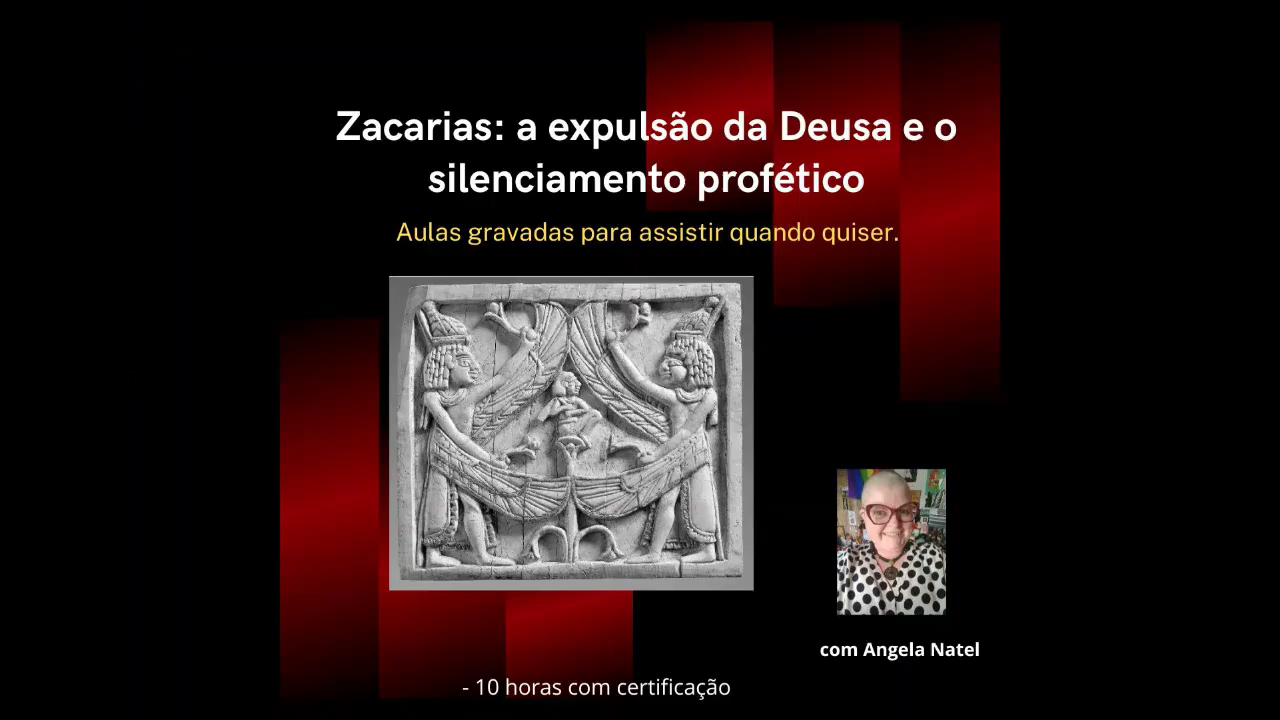 Zacarias: a expulsão da Deusa e o
silenciamento profético
Aulas gravadas para assistir quando quiser.
com Angela Natel
- 10 horas com certificação